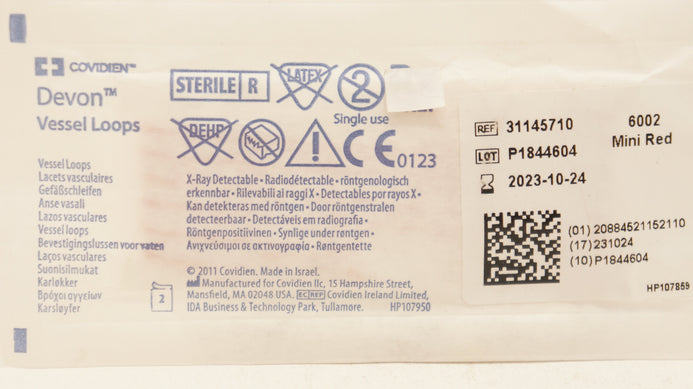 COVIDIEN™
Devon™
Vessel Loops
STERILE R
LATEX
2
Single use
DEHP
CE 0123
Vessel Loops
Lacets vasculaires
Gefäßschleifen
Anse vasali
Lazos vasculares
Vessel loops
Bevestigingslussen voor vaten
Laços vasculares
Suonisilmukat
Karløkker
Βρόχοι αγγείων
Karsløyfer
2
X-Ray Detectable • Radiodétectable • röntgenologisch
erkennbar • Rilevabili ai raggi X • Detectables por rayos X •
Kan detekteras med röntgen • Door röntgenstralen
detecteerbaar • Detectáveis em radiografia •
Röntgenpositiivinen • Synlige under røntgen •
Ανιχνεύσιμοι σε ακτινογραφία • Røntgentette
© 2011 Covidien. Made in Israel.
Manufactured for Covidien llc, 15 Hampshire Street,
Mansfield, MA 02048 USA. EC REP Covidien Ireland Limited,
IDA Business & Technology Park, Tullamore.
HP107950
REF 31145710
6002
Mini Red
LOT P1844604
2023-10-24
(01) 20884521152110
(17) 231024
(10) P1844604
HP107859